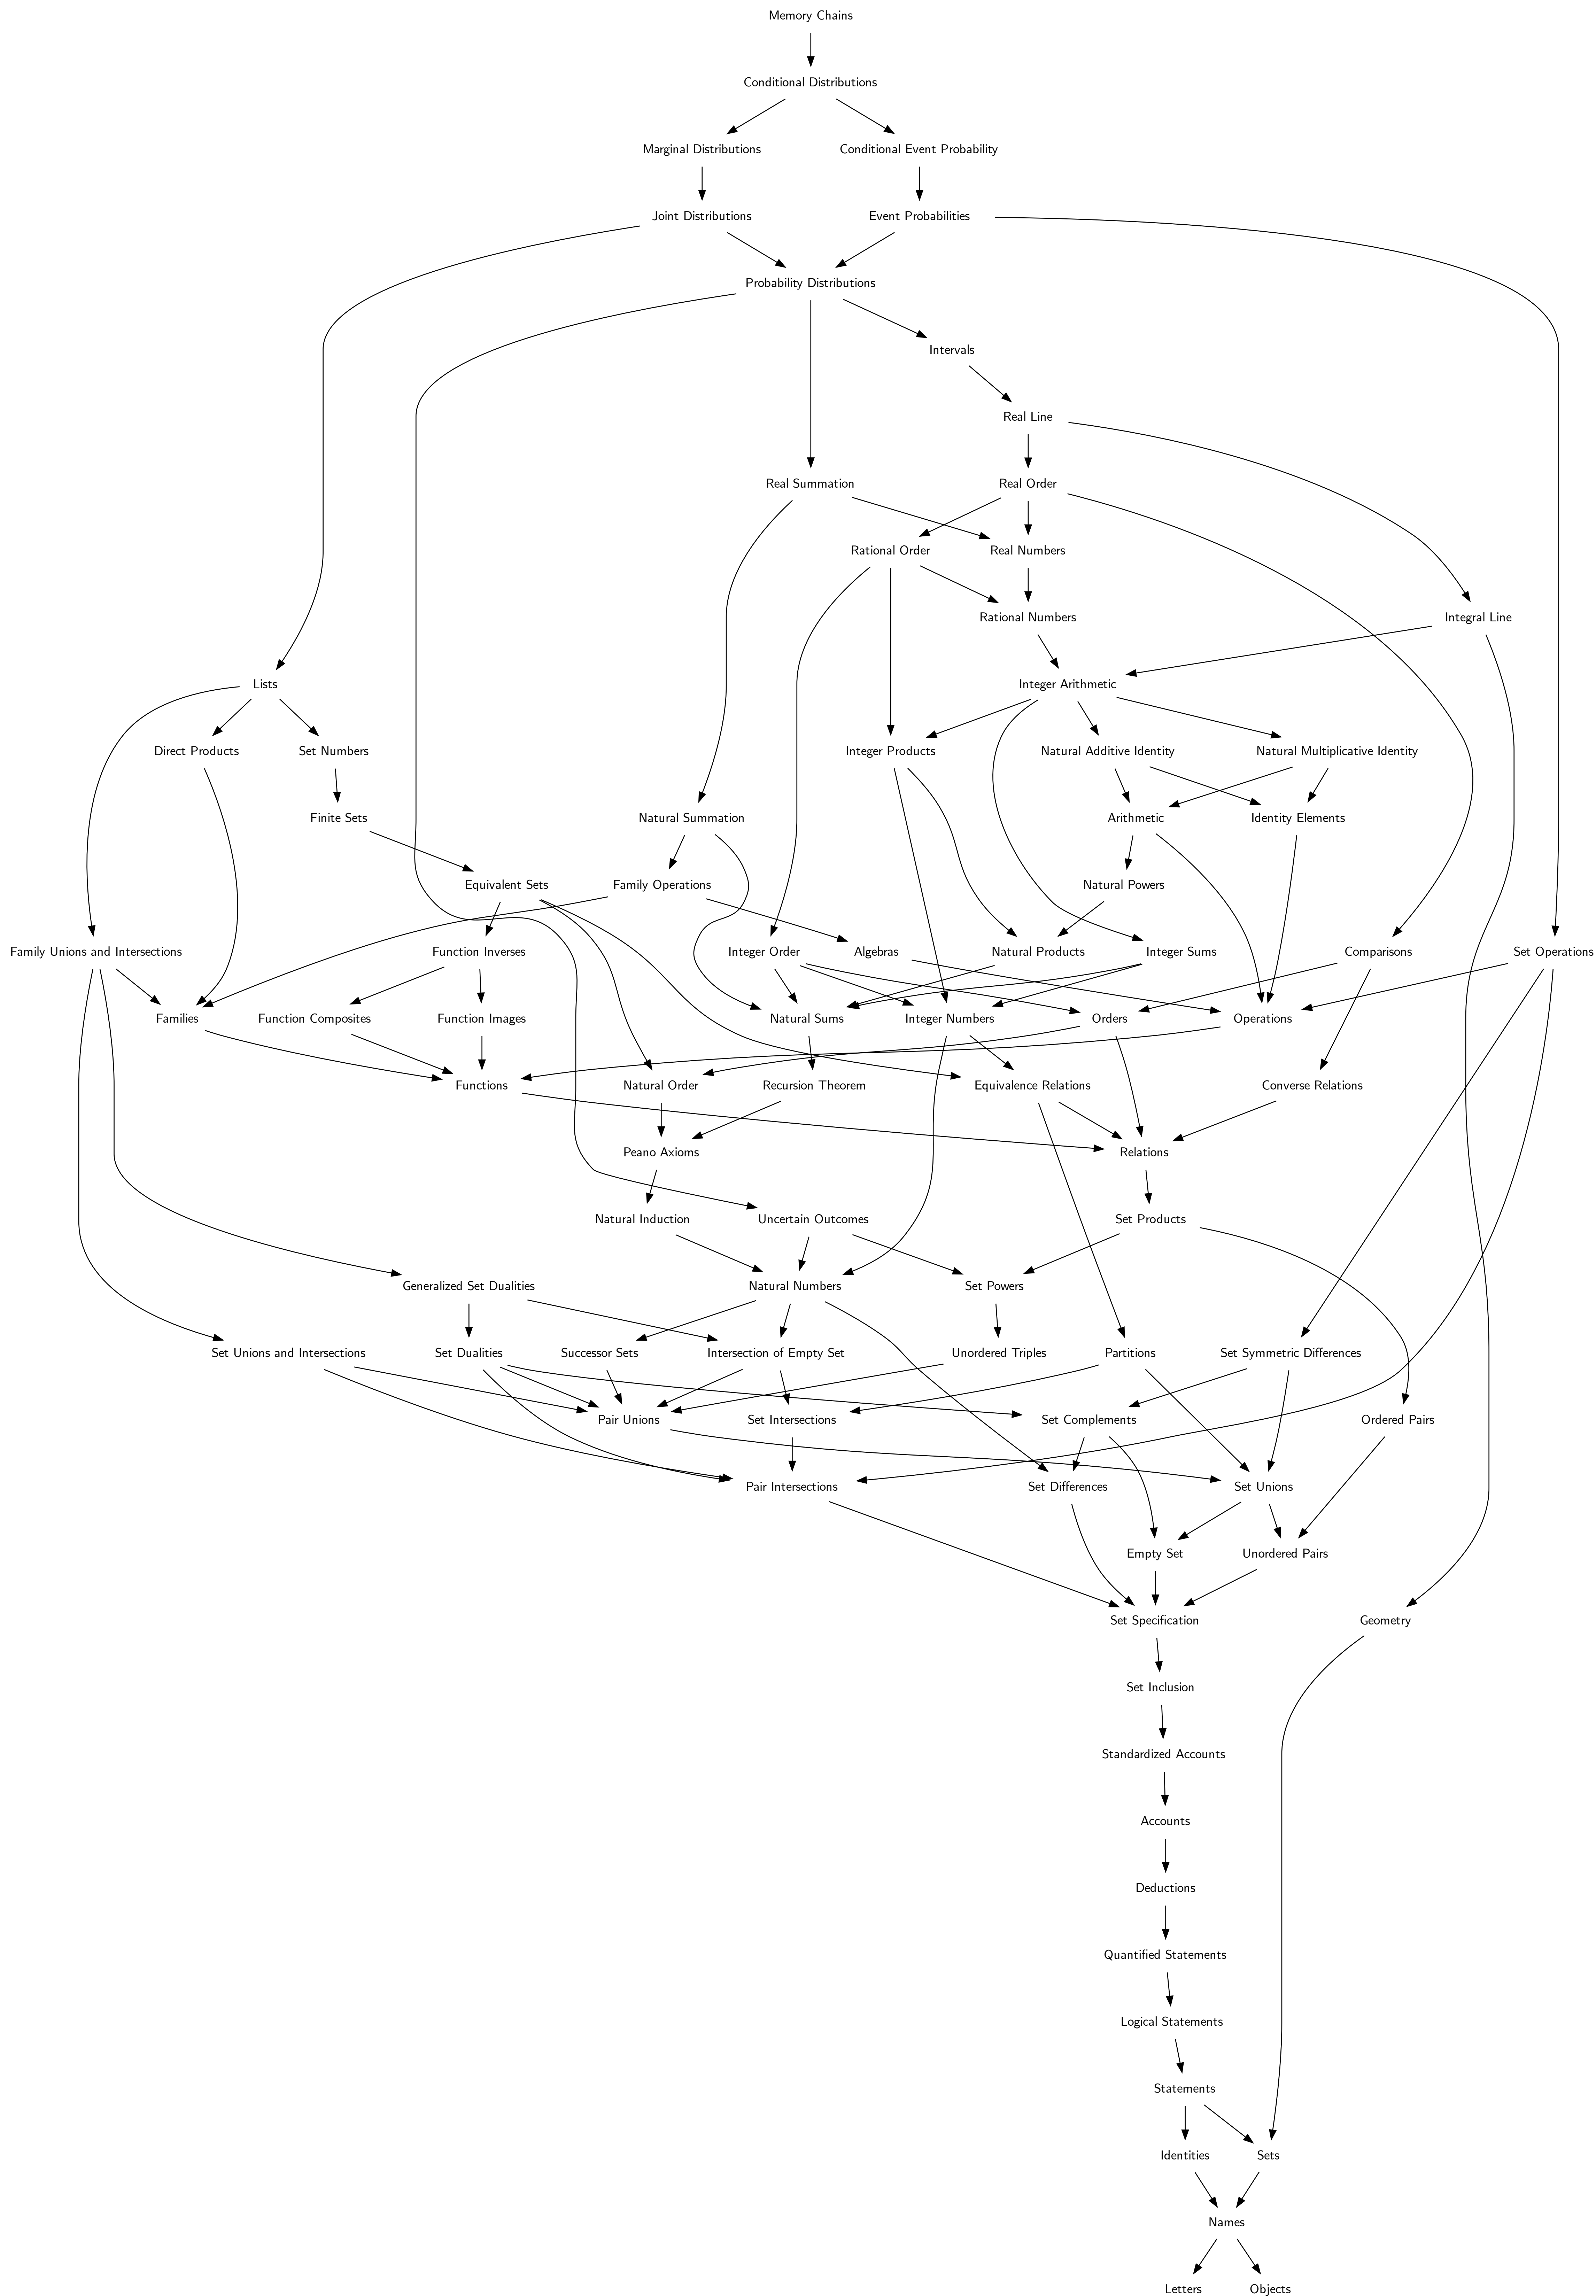 Memory Chains
Conditional Distributions
Marginal Distributions
Conditional Event Probability
Joint Distributions
Event Probabilities
Probability Distributions
Intervals
Real Line
Real Summation
Real Order
Rational Order
Real Numbers
Rational Numbers
Integral Line
Lists
Integer Arithmetic
Direct Products
Set Numbers
Integer Products
Natural Additive Identity
Natural Multiplicative Identity
Finite Sets
Natural Summation
Arithmetic
Identity Elements
Equivalent Sets
Family Operations
Natural Powers
Family Unions and Intersections
Function Inverses
Integer Order
Algebras
Natural Products
Integer Sums
Comparisons
Set Operations
Families
Function Composites
Function Images
Natural Sums
Integer Numbers
Orders
Operations
Functions
Natural Order
Recursion Theorem
Equivalence Relations
Converse Relations
Peano Axioms
Relations
Natural Induction
Uncertain Outcomes
Set Products
Generalized Set Dualities
Natural Numbers
Set Powers
Set Unions and Intersections
Set Dualities
Successor Sets
Intersection of Empty Set
Unordered Triples
Partitions
Set Symmetric Differences
Pair Unions
Set Intersections
Set Complements
Ordered Pairs
Pair Intersections
Set Differences
Set Unions
Empty Set
Unordered Pairs
Set Specification
Geometry
Set Inclusion
Standardized Accounts
Accounts
Deductions
Quantified Statements
Logical Statements
Statements
Identities
Sets
Names
Letters
Objects